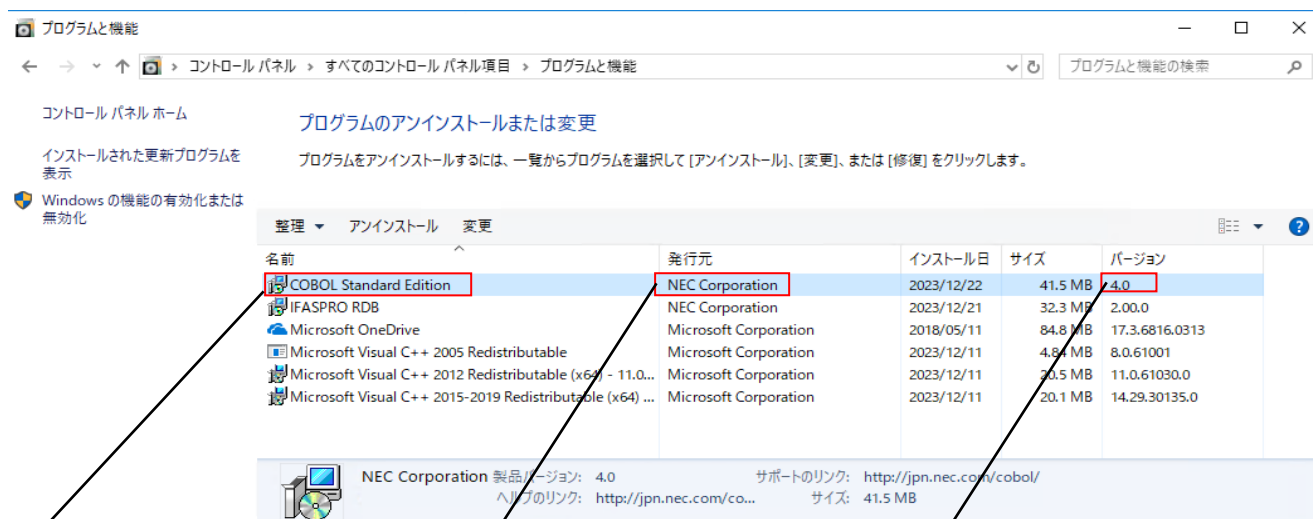 プログラムと機能
コントロール パネル › すべてのコントロール パネル項目 › プログラムと機能
プログラムと機能の検索
コントロール パネル ホーム
インストールされた更新プログラムを
表示
Windows の機能の有効化または
無効化
プログラムのアンインストールまたは変更
プログラムをアンインストールするには、一覧からプログラムを選択して [アンインストール]、[変更]、または [修復] をクリックします。
整理 アンインストール 変更
名前 発行元 インストール日 サイズ バージョン
COBOL Standard Edition NEC Corporation 2023/12/22 41.5 MB 4.0
IFASPRO RDB NEC Corporation 2023/12/21 32.3 MB 2.00.0
Microsoft OneDrive Microsoft Corporation 2018/05/11 84.8 MB 17.3.6816.0313
Microsoft Visual C++ 2005 Redistributable Microsoft Corporation 2023/12/11 4.84 MB 8.0.61001
Microsoft Visual C++ 2012 Redistributable (x64) - 11.0... Microsoft Corporation 2023/12/11 20.5 MB 11.0.61030.0
Microsoft Visual C++ 2015-2019 Redistributable (x64) ... Microsoft Corporation 2023/12/11 20.1 MB 14.29.30135.0
NEC Corporation 製品バージョン: 4.0 サポートのリンク: http://jpn.nec.com/cobol/
ヘルプのリンク: http://jpn.nec.com/co... サイズ: 41.5 MB